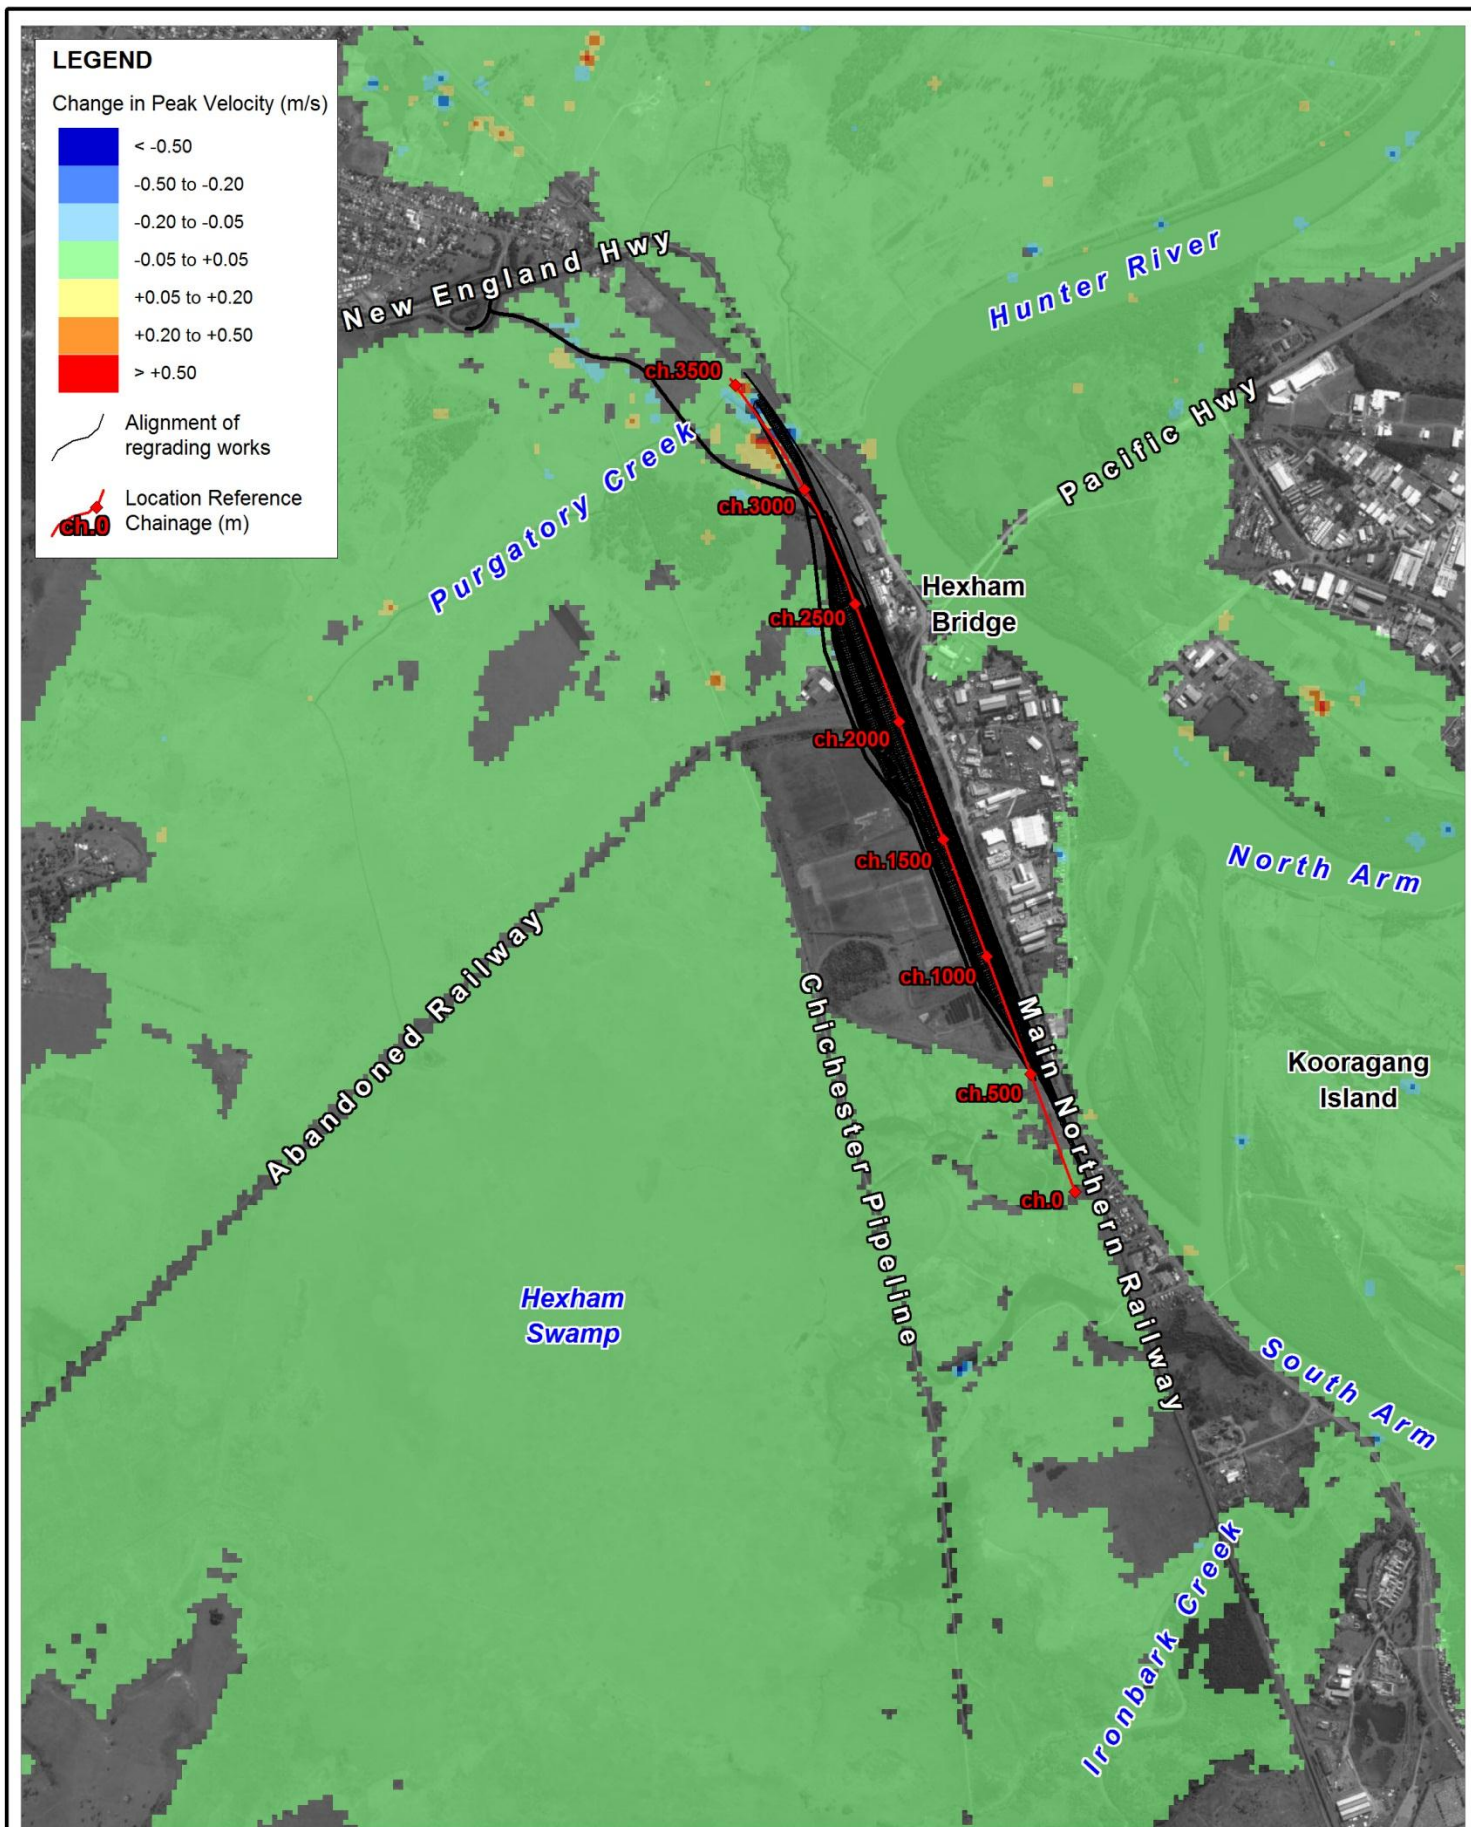 LEGEND
Change in Peak Velocity (m/s)
< -0.50
-0.50 to -0.20
-0.20 to -0.05
-0.05 to +0.05
+0.05 to +0.20
+0.20 to +0.50
> +0.50
Alignment of
regrading works
Location Reference
Chainage (m)
ch.0
New England Hwy
Hunter River
Pacific Hwy
ch.3500
Purgatory Creek
ch.3000
Hexham
Bridge
ch.2500
ch.2000
ch.1500
North Arm
Abandoned Railway
ch.1000
Chichester Pipeline
Main Northern Railway
Kooragang
Island
ch.500
ch.0
Hexham
Swamp
South Arm
Ironbark Creek